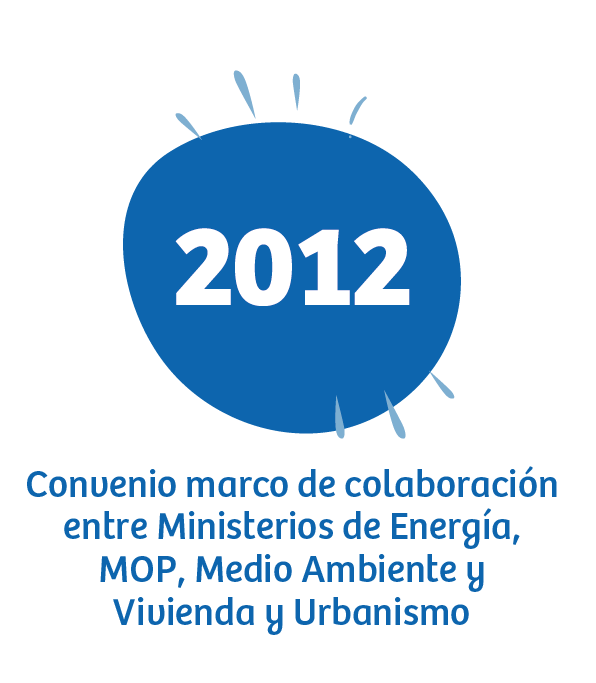 2012
Convenio marco de colaboración
entre Ministerios de Energía,
MOP, Medio Ambiente y
Vivienda y Urbanismo